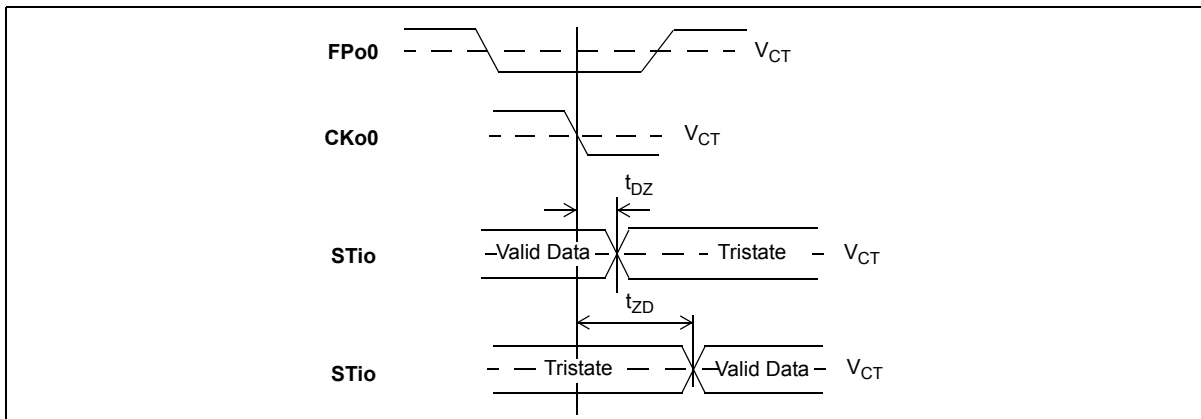 FPo0 V_CT
CKo0 V_CT
t_DZ
STio Valid Data Tristate V_CT
t_ZD
STio Tristate Valid Data V_CT